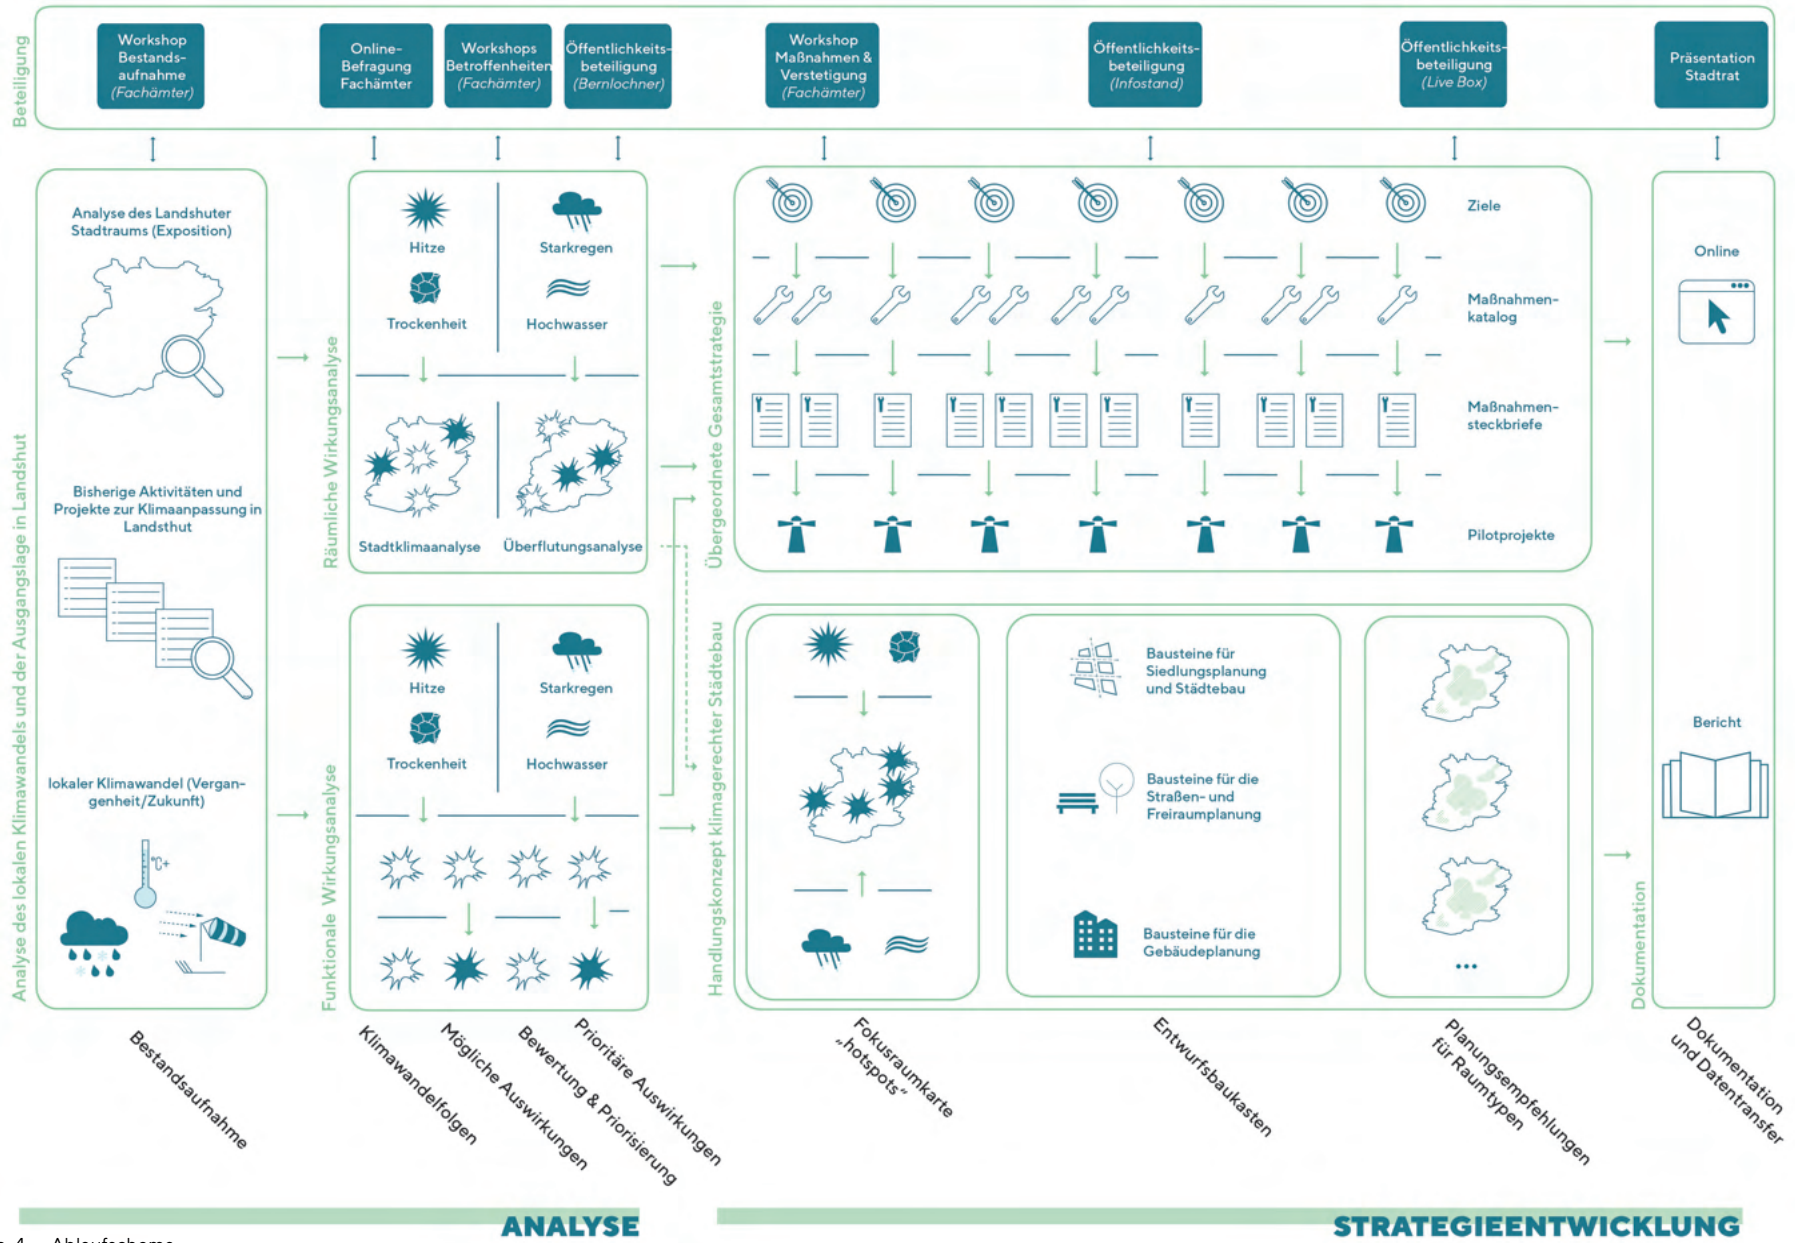 Beteiligung
Workshop
Bestands-
aufnahme
(Fachämter)
Online-
Befragung
Fachämter
Workshops
Betroffenheiten
(Fachämter)
Öffentlichkeits-
beteiligung
(Bernlochner)
Workshop
Maßnahmen &
Verstetigung
(Fachämter)
Öffentlichkeits-
beteiligung
(Infostand)
Öffentlichkeits-
beteiligung
(Live Box)
Präsentation
Stadtrat
Analyse des lokalen Klimawandels und der Ausgangslage in Landshut
Analyse des Landshuter
Stadtraums (Exposition)
Bisherige Aktivitäten und
Projekte zur Klimaanpassung in
Landsthut
lokaler Klimawandel (Vergan-
genheit/Zukunft)
°C+
Räumliche Wirkungsanalyse
Hitze
Starkregen
Trockenheit
Hochwasser
Stadtklimaanalyse
Überflutungsanalyse
Funktionale Wirkungsanalyse
Hitze
Starkregen
Trockenheit
Hochwasser
Übergeordnete Gesamtstrategie
Ziele
Maßnahmen-
katalog
Maßnahmen-
steckbriefe
Pilotprojekte
Handlungskonzept klimagerechter Städtebau
Bausteine für
Siedlungsplanung
und Städtebau
Bausteine für die
Straßen- und
Freiraumplanung
Bausteine für die
Gebäudeplanung
...
Dokumentation
Online
Bericht
Bestandsaufnahme
Klimawandelfolgen
Mögliche Auswirkungen
Bewertung & Priorisierung
Prioritäre Auswirkungen
Fokusraumkarte
„hotspots“
Entwurfsbaukasten
Planungsempfehlungen
für Raumtypen
Dokumentation
und Datentransfer
ANALYSE
STRATEGIEENTWICKLUNG
4 Ablaufschema